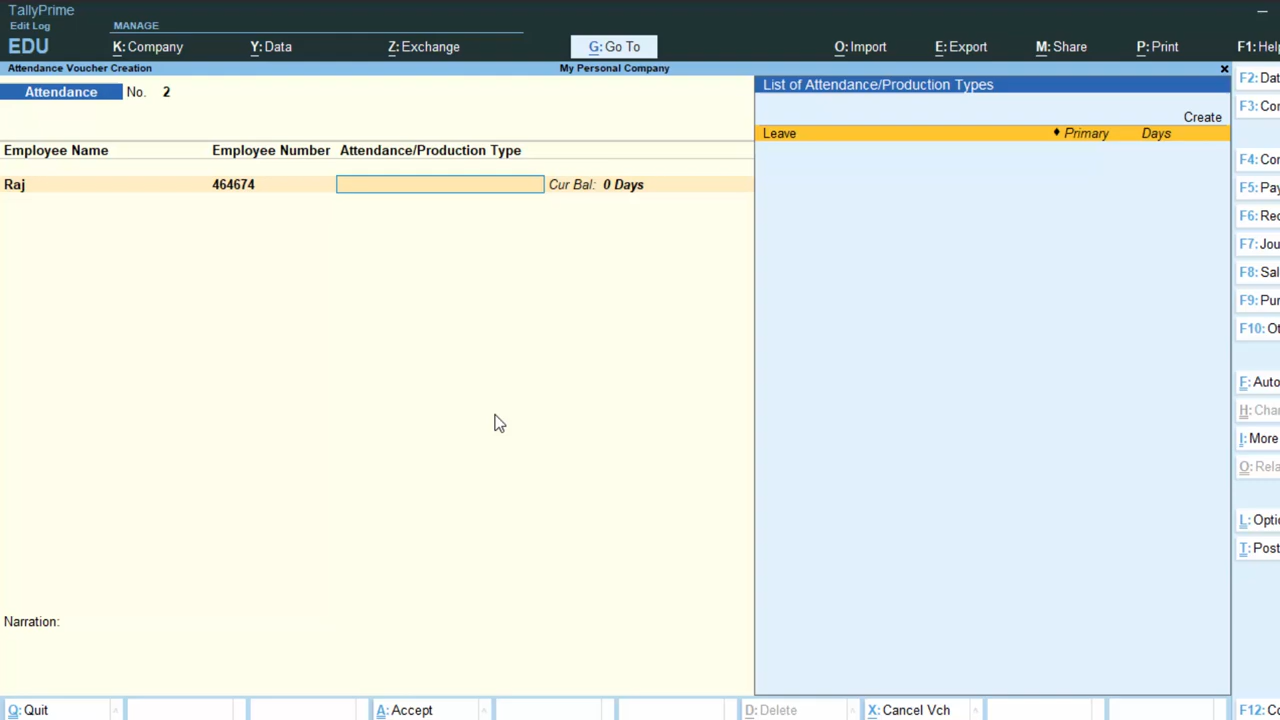 TallyPrime
Edit Log
MANAGE
EDU
K: Company
Y: Data
Z: Exchange
G: Go To
O: Import
E: Export
M: Share
P: Print
F1: Help
Attendance Voucher Creation
My Personal Company
Attendance No. 2
List of Attendance/Production Types
Create
Leave ♦ Primary Days
Employee Name Employee Number Attendance/Production Type
Raj 464674 Cur Bal: 0 Days
Narration:
F2: Dat
F3: Co
F4: Co
F5: Pay
F6: Rec
F7: Jou
F8: Sal
F9: Pur
F10: Ot
F: Auto
H: Cha
I: More
O: Rela
L: Optio
T: Post
Q: Quit
A: Accept
D: Delete
X: Cancel Vch
F12: Co